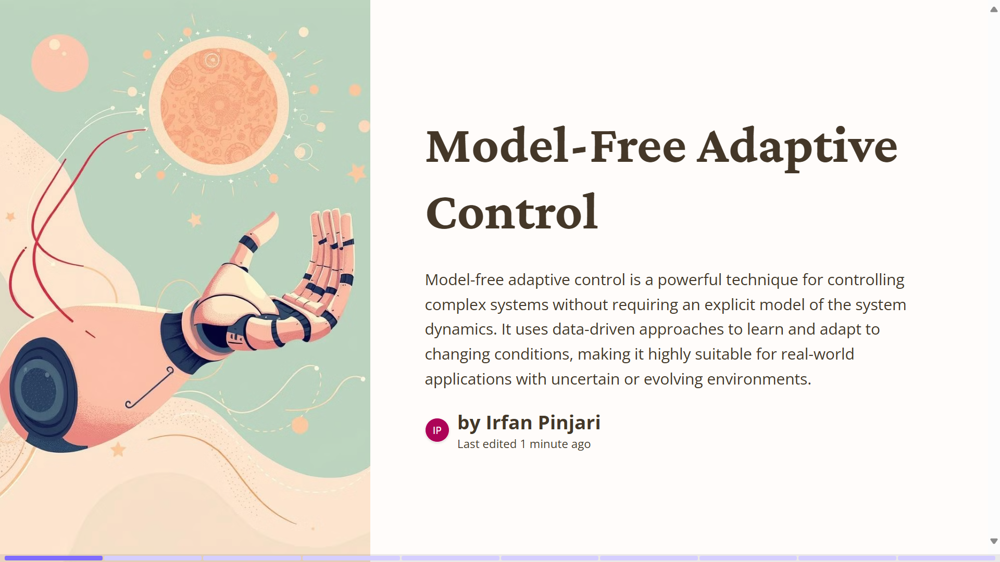 Model-Free Adaptive
Control
Model-free adaptive control is a powerful technique for controlling
complex systems without requiring an explicit model of the system
dynamics. It uses data-driven approaches to learn and adapt to
changing conditions, making it highly suitable for real-world
applications with uncertain or evolving environments.
IP
by Irfan Pinjari
Last edited 1 minute ago